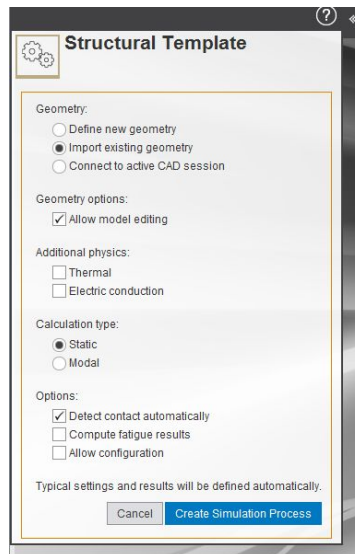 ?
Structural Template
Geometry:
Define new geometry
Import existing geometry
Connect to active CAD session
Geometry options:
Allow model editing
Additional physics:
Thermal
Electric conduction
Calculation type:
Static
Modal
Options:
Detect contact automatically
Compute fatigue results
Allow configuration
Typical settings and results will be defined automatically.
Cancel Create Simulation Process